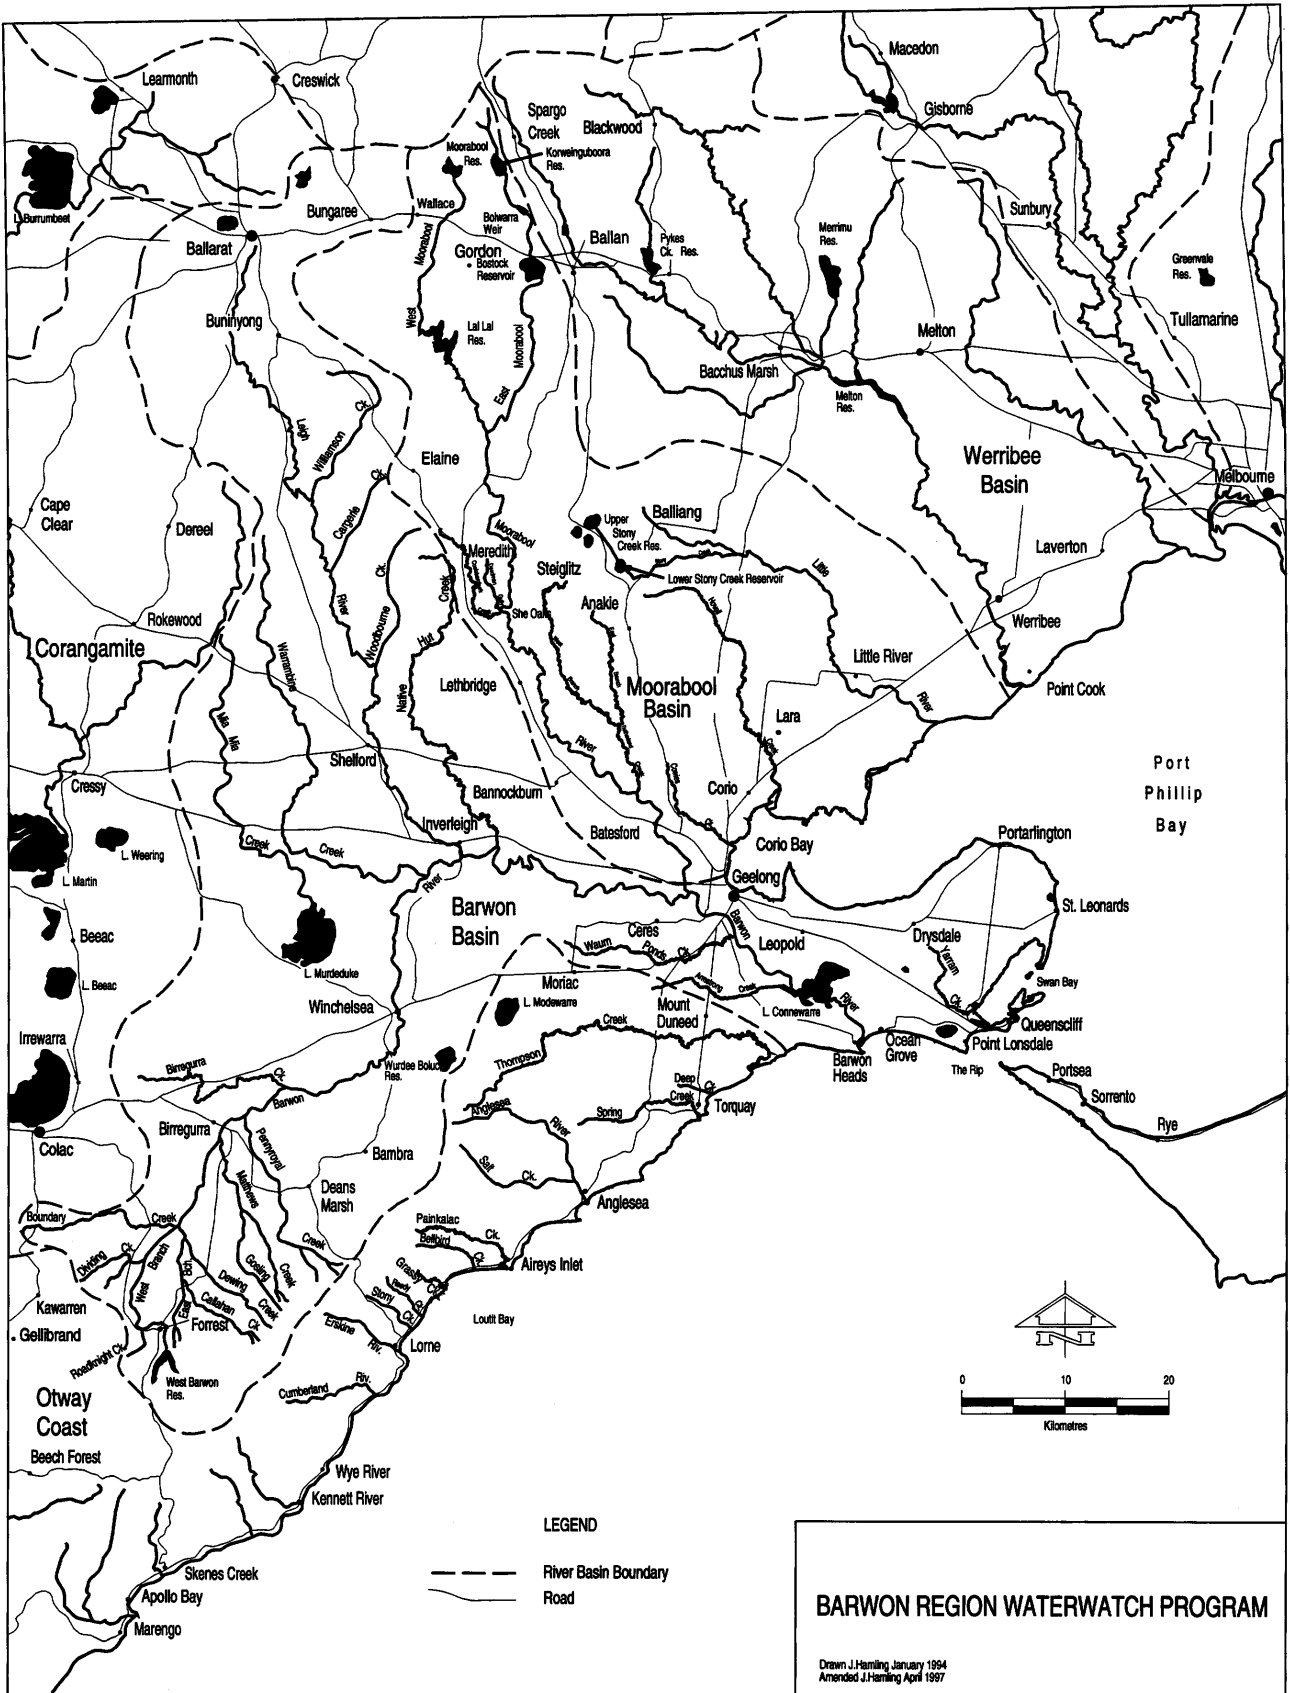 Macedon
Learmonth
Creswick
Gisborne
Spargo
Creek
Blackwood
Moorabool
Res.
Korweinguboora
Res.
L. Burrumbeet
Bungaree
Wallace
Sunbury
Bolwarra
Weir
Ballarat
Moorabool
Gordon
Bostock
Reservoir
Ballan
Pykes
Ck. Res.
Merrimu
Res.
Greenvale
Res.
Buninyong
West
Lal Lal
Res.
Moorabool
East
Melton
Tullamarine
Bacchus Marsh
Melton
Res.
Leigh
Williamson
Ck.
Elaine
Ck.
Cargerie
Werribee
Basin
Melbourne
Cape
Clear
Dereel
Moorabool
Upper
Stony
Creek Res.
Balliang
Laverton
Meredith
Steiglitz
Little
Lower Stony Creek Reservoir
River
Woodbourne
Ck.
Creek
Hut
Native
She Oaks
Anakie
Hovell
Werribee
Rokewood
Corangamite
Warrambine
Little River
Lethbridge
Moorabool
Basin
River
Point Cook
Mia
Mia
Lara
River
Shelford
Cressy
Bannockburn
Corio
Port
Phillip
Bay
Creek
Creek
Inverleigh
Batesford
Ck.
Corio Bay
Portarlington
L. Weering
L. Martin
River
Geelong
Barwon
Basin
St. Leonards
Beeac
Ceres
Waurn
Ponds
Ck.
Barwon
Leopold
Drysdale
Yarram
Ck.
L. Murdeduke
Moriac
L. Beeac
Swan Bay
Winchelsea
L. Modewarre
Armstrong
Creek
Mount
Duneed
L. Connewarre
River
Queenscliff
Irrewarra
Creek
Thompson
Barwon
Heads
Ocean
Grove
Point Lonsdale
The Rip
Birregurra
Ck.
Wurdee Boluc
Res.
Portsea
Sorrento
Barwon
Deep
Ck.
Creek
Spring
Torquay
Rye
Anglesea
River
Colac
Birregurra
Pennyroyal
Bambra
Salt
Ck.
Matthews
Deans
Marsh
Anglesea
Boundary
Creek
Painkalac
Ck.
Bellbird
Ck.
Creek
Aireys Inlet
Dividing
Ck.
West
Branch
East
Bch.
Dewing
Creek
Gosling
Creek
Callahan
Ck
Grassy
Ck.
Reedy
Ck.
Stony
Ck.
Kawarren
Gellibrand
Forrest
Erskine
Riv.
Loutit Bay
Lorne
Roadknight Ck.
West Barwon
Res.
Cumberland
Riv.
Otway
Coast
Beech Forest
Wye River
Kennett River
Skenes Creek
Apollo Bay
Marengo
N
0 10 20
Kilometres
LEGEND
River Basin Boundary
Road
BARWON REGION WATERWATCH PROGRAM
Drawn J.Hamling January 1994
Amended J.Hamling April 1997